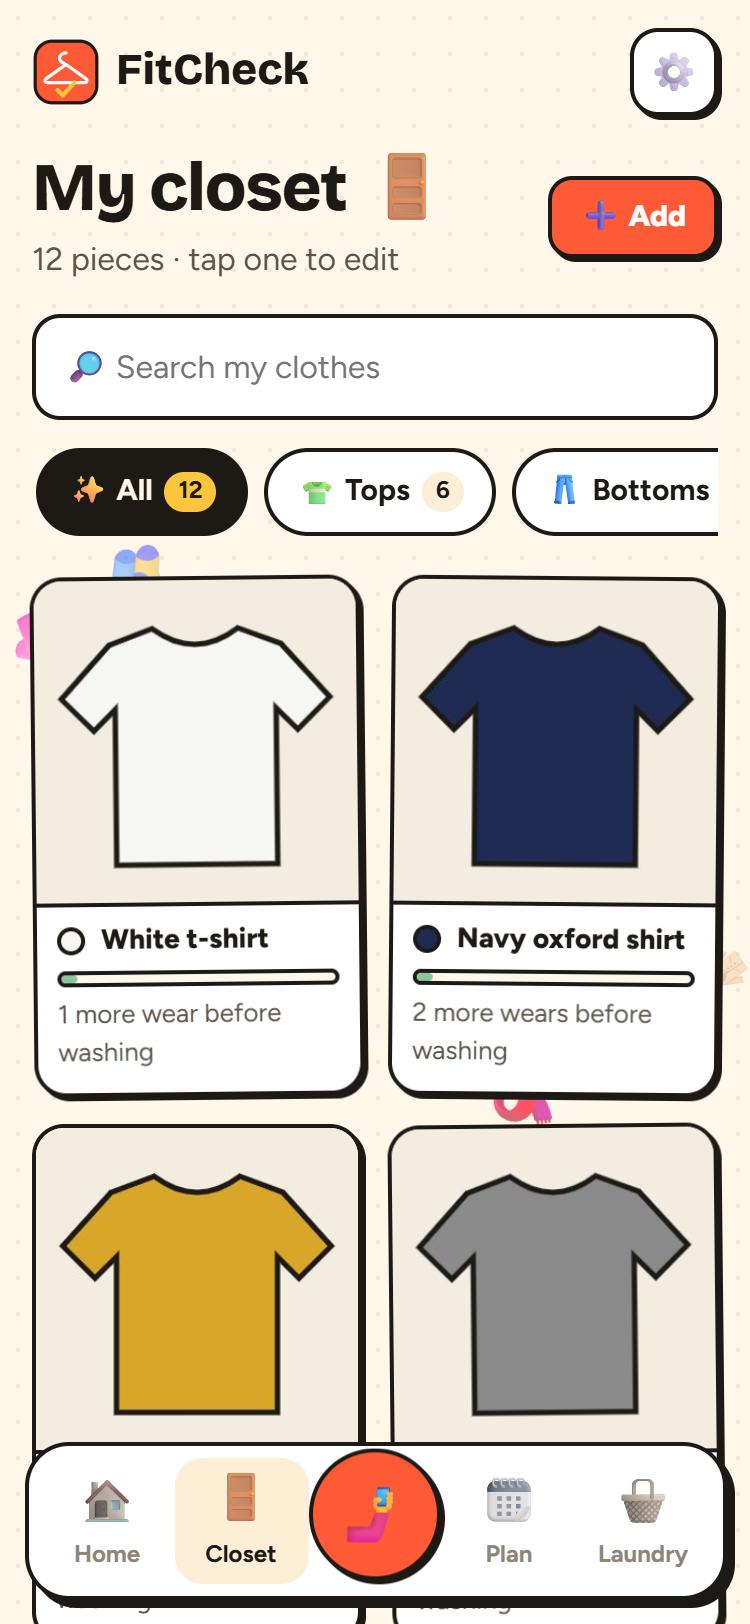 FitCheck
My closet
Add
12 pieces · tap one to edit
Search my clothes
All 12 Tops 6 Bottoms
White t-shirt
1 more wear before
washing
Navy oxford shirt
2 more wears before
washing
Home Closet Plan Laundry